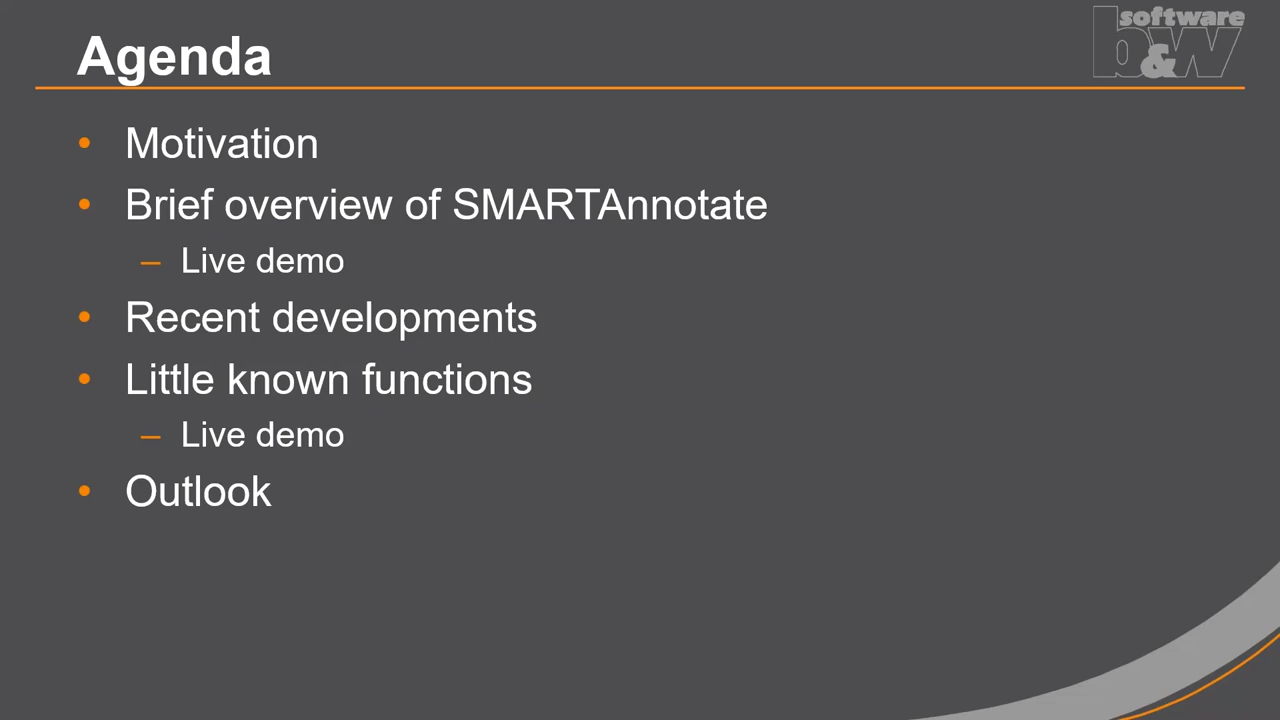 Agenda
software
b&w
• Motivation
• Brief overview of SMARTAnnotate
– Live demo
• Recent developments
• Little known functions
– Live demo
• Outlook